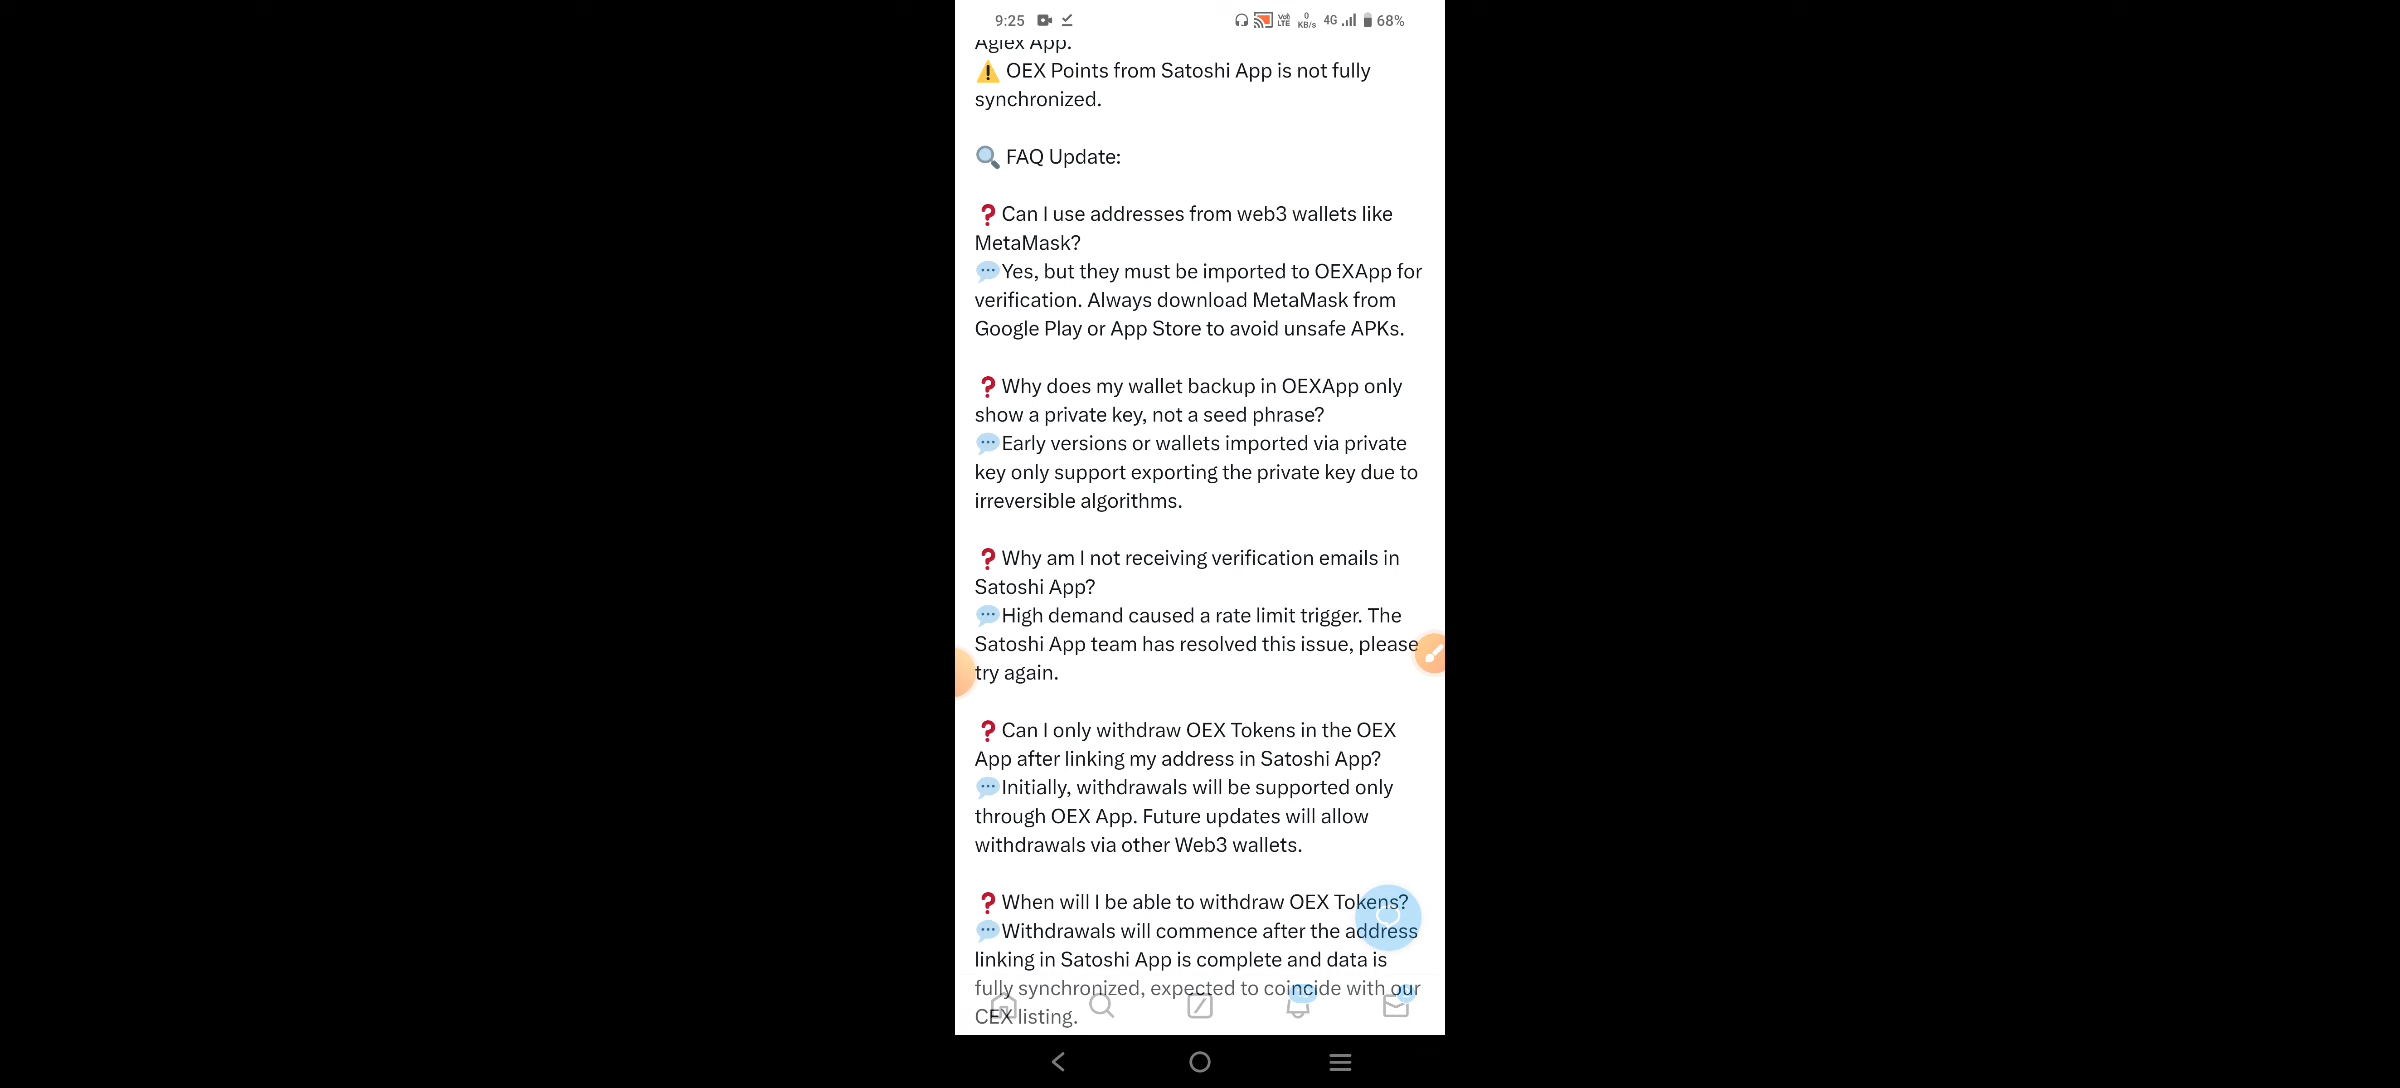 9:25
Vo) LTE 0 KB/s 4G 68%
Aglex App.
⚠️ OEX Points from Satoshi App is not fully
synchronized.
🔍 FAQ Update:
❓Can I use addresses from web3 wallets like
MetaMask?
💬Yes, but they must be imported to OEXApp for
verification. Always download MetaMask from
Google Play or App Store to avoid unsafe APKs.
❓Why does my wallet backup in OEXApp only
show a private key, not a seed phrase?
💬Early versions or wallets imported via private
key only support exporting the private key due to
irreversible algorithms.
❓Why am I not receiving verification emails in
Satoshi App?
💬High demand caused a rate limit trigger. The
Satoshi App team has resolved this issue, please
try again.
❓Can I only withdraw OEX Tokens in the OEX
App after linking my address in Satoshi App?
💬Initially, withdrawals will be supported only
through OEX App. Future updates will allow
withdrawals via other Web3 wallets.
❓When will I be able to withdraw OEX Tokens?
💬Withdrawals will commence after the address
linking in Satoshi App is complete and data is
fully synchronized, expected to coincide with our
CEX listing.